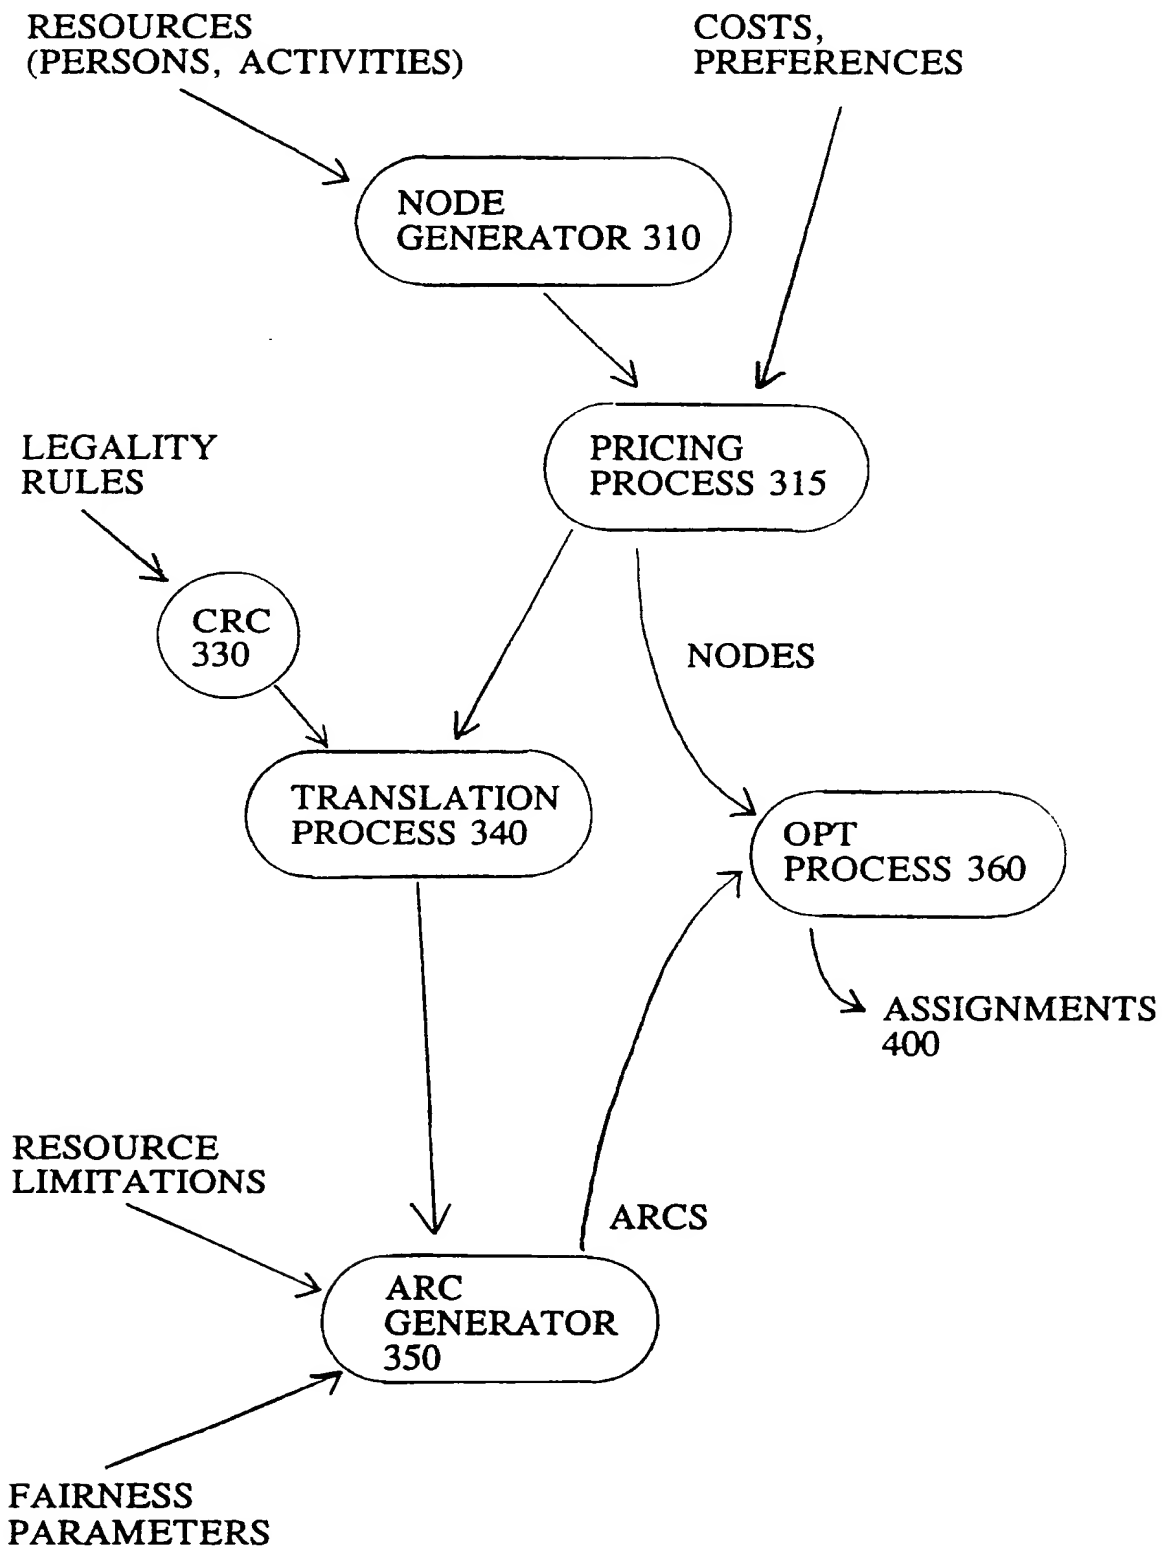 RESOURCES
(PERSONS, ACTIVITIES)
COSTS,
PREFERENCES
NODE
GENERATOR 310
LEGALITY
RULES
PRICING
PROCESS 315
CRC
330
NODES
TRANSLATION
PROCESS 340
OPT
PROCESS 360
ASSIGNMENTS
400
RESOURCE
LIMITATIONS
ARCS
ARC
GENERATOR
350
FAIRNESS
PARAMETERS